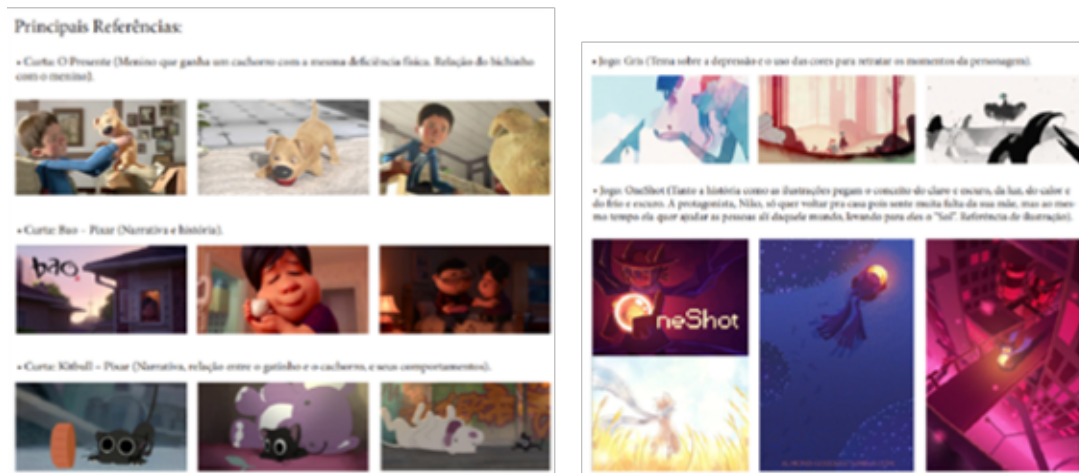 Principais Referências:
• Curta: O Presente (Menino que ganha um cachorro com a mesma deficiência física. Relação do bichinho
com o menino).
• Curta: Bao – Pixar (Narrativa e história).
bao
• Curta: Kitbull – Pixar (Narrativa, relação entre o gatinho e o cachorro, e seus comportamentos).
• Jogo: Gris (Tema sobre a depressão e o uso das cores para retratar os momentos da personagem).
• Jogo: OneShot (Tanto a história como as ilustrações pegam o conceito do claro e escuro, da luz, do calor e
do frio e escuro. A protagonista, Niko, só quer voltar pra casa pois sente muita falta da sua mãe, mas ao mes-
mo tempo ela quer ajudar as pessoas ali daquele mundo, levando para eles o "Sol". Referência de ilustração).
OneShot